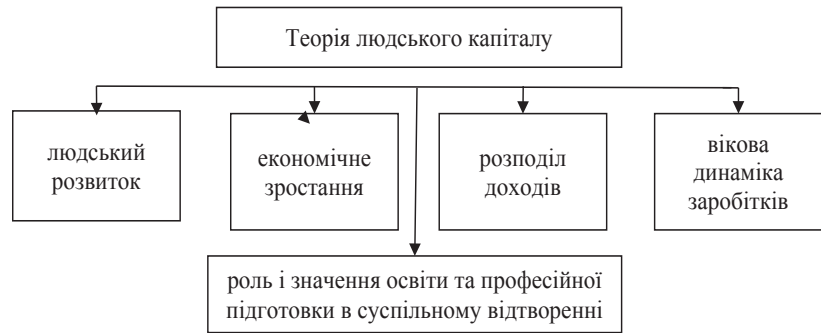 Теорія людського капіталу
людський
розвиток
економічне
зростання
розподіл
доходів
вікова
динаміка
заробітків
роль і значення освіти та професійної
підготовки в суспільному відтворенні